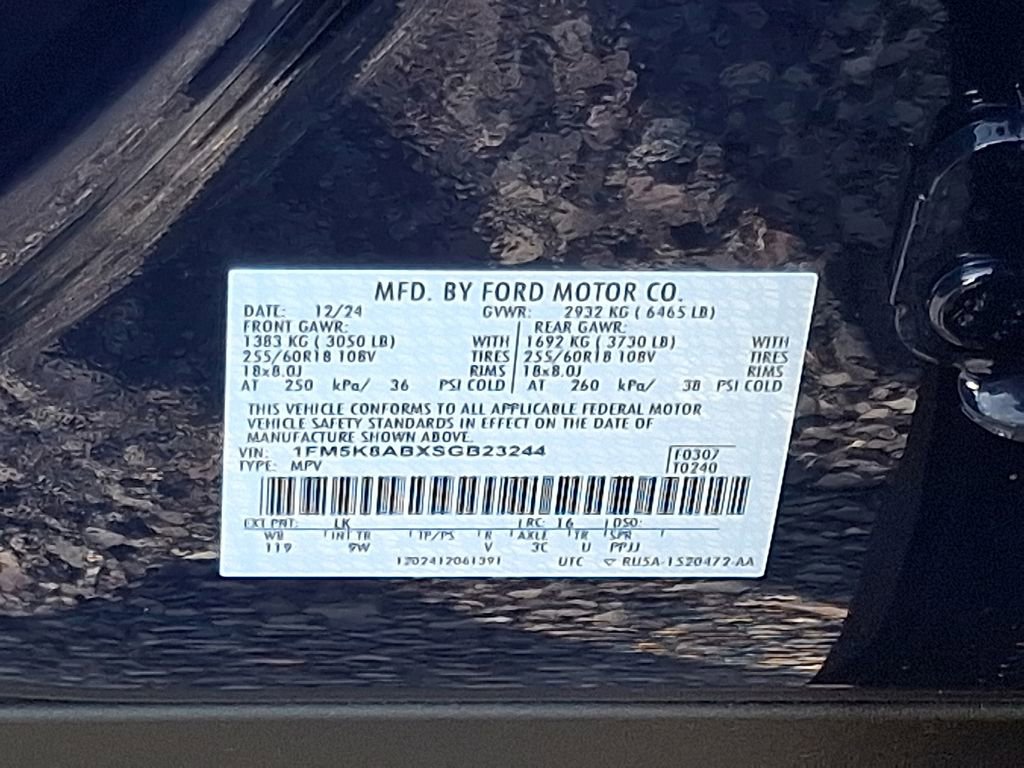 MFD. BY FORD MOTOR CO.
DATE: 12/24 GVWR: 2932 KG ( 6465 LB)
FRONT GAWR: REAR GAWR:
1383 KG ( 3050 LB) WITH 1692 KG ( 3730 LB) WITH
255/60R18 108V TIRES 255/60R18 108V TIRES
18x8.0J RIMS 18x8.0J RIMS
AT 250 kPa/ 36 PSI COLD AT 260 kPa/ 38 PSI COLD
THIS VEHICLE CONFORMS TO ALL APPLICABLE FEDERAL MOTOR
VEHICLE SAFETY STANDARDS IN EFFECT ON THE DATE OF
MANUFACTURE SHOWN ABOVE.
VIN: 1FM5K8ABXSGB23244 F0307
TYPE: MPV T0240
EXT PNT: LK RC: 16 DSO:
WB INT TR TP/PS R AXLE TR SPR
119 9W V 3C U PPJJ
1202412061391 UTC RU5A-1520472-AA